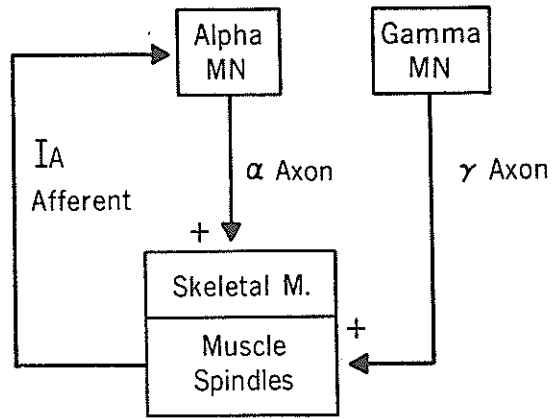 Alpha
MN
Gamma
MN
IA
Afferent
α Axon
γ Axon
+
Skeletal M.
+
Muscle
Spindles